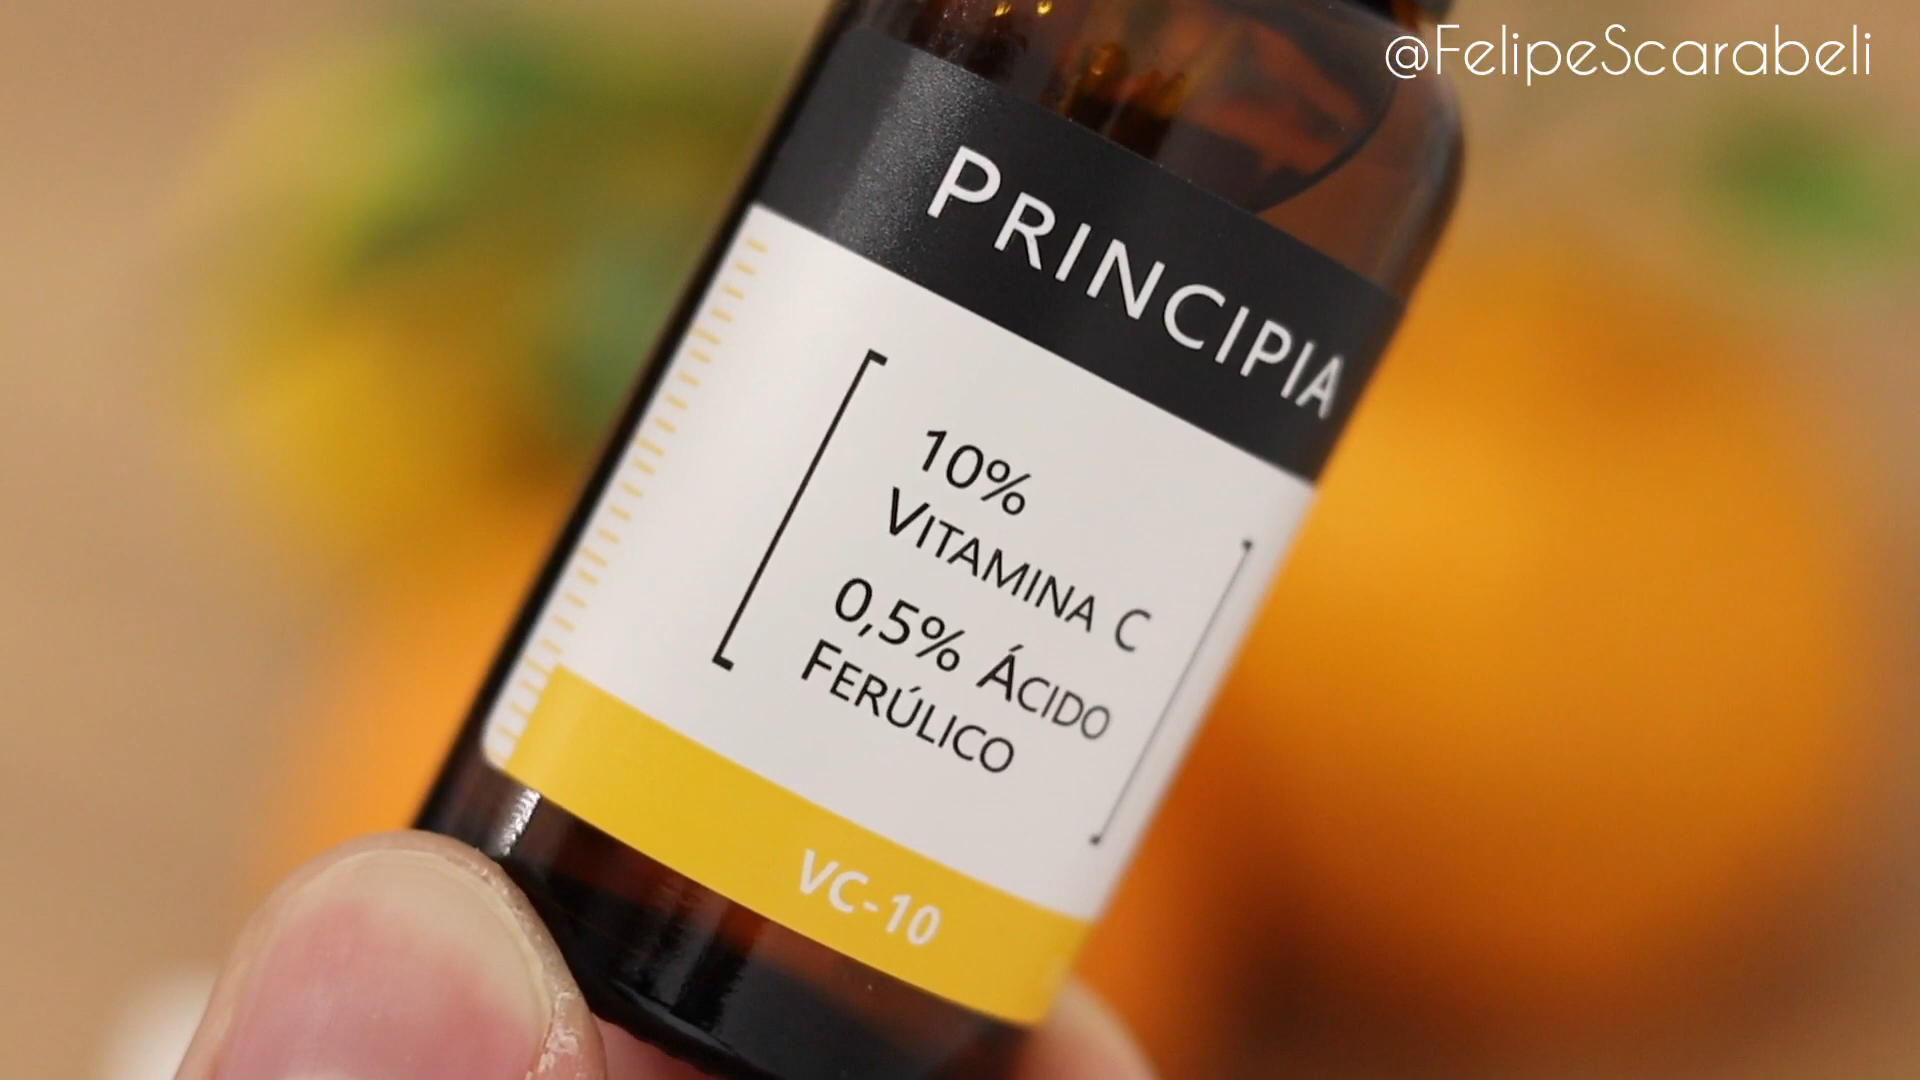 @FelipeScarabeli
PRINCIPIA
10%
VITAMINA C
0,5% ÁCIDO
FERÚLICO
VC-10